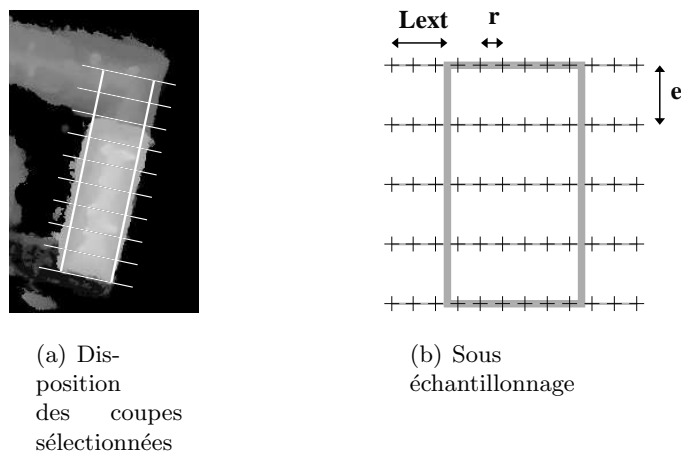 Lext
r
e
(a) Dis-
position
des coupes
sélectionnées
(b) Sous
échantillonnage